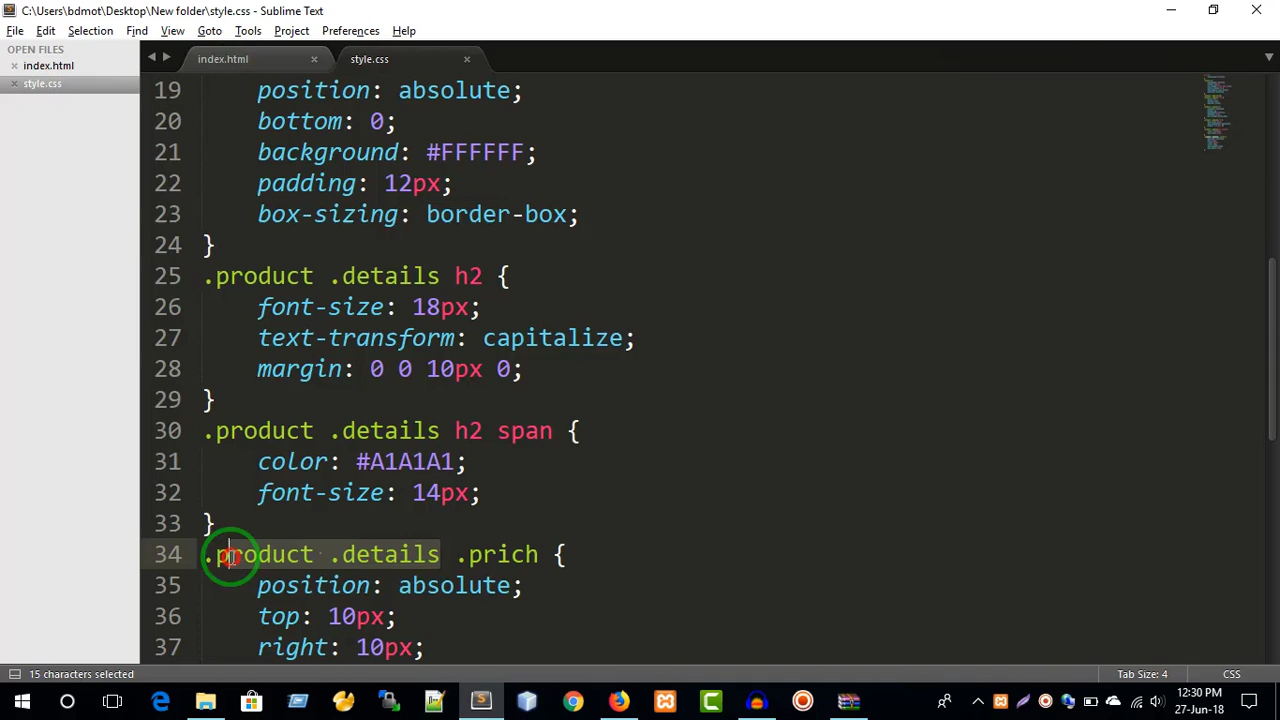 C:\Users\bdmot\Desktop\New folder\style.css - Sublime Text
File Edit Selection Find View Goto Tools Project Preferences Help
OPEN FILES
index.html
style.css
index.html
style.css
19 position: absolute;
20 bottom: 0;
21 background: #FFFFFF;
22 padding: 12px;
23 box-sizing: border-box;
24 }
25 .product .details h2 {
26 font-size: 18px;
27 text-transform: capitalize;
28 margin: 0 0 10px 0;
29 }
30 .product .details h2 span {
31 color: #A1A1A1;
32 font-size: 14px;
33 }
34 .product .details .prich {
35 position: absolute;
36 top: 10px;
37 right: 10px;
15 characters selected
Tab Size: 4
CSS
12:30 PM
27-Jun-18